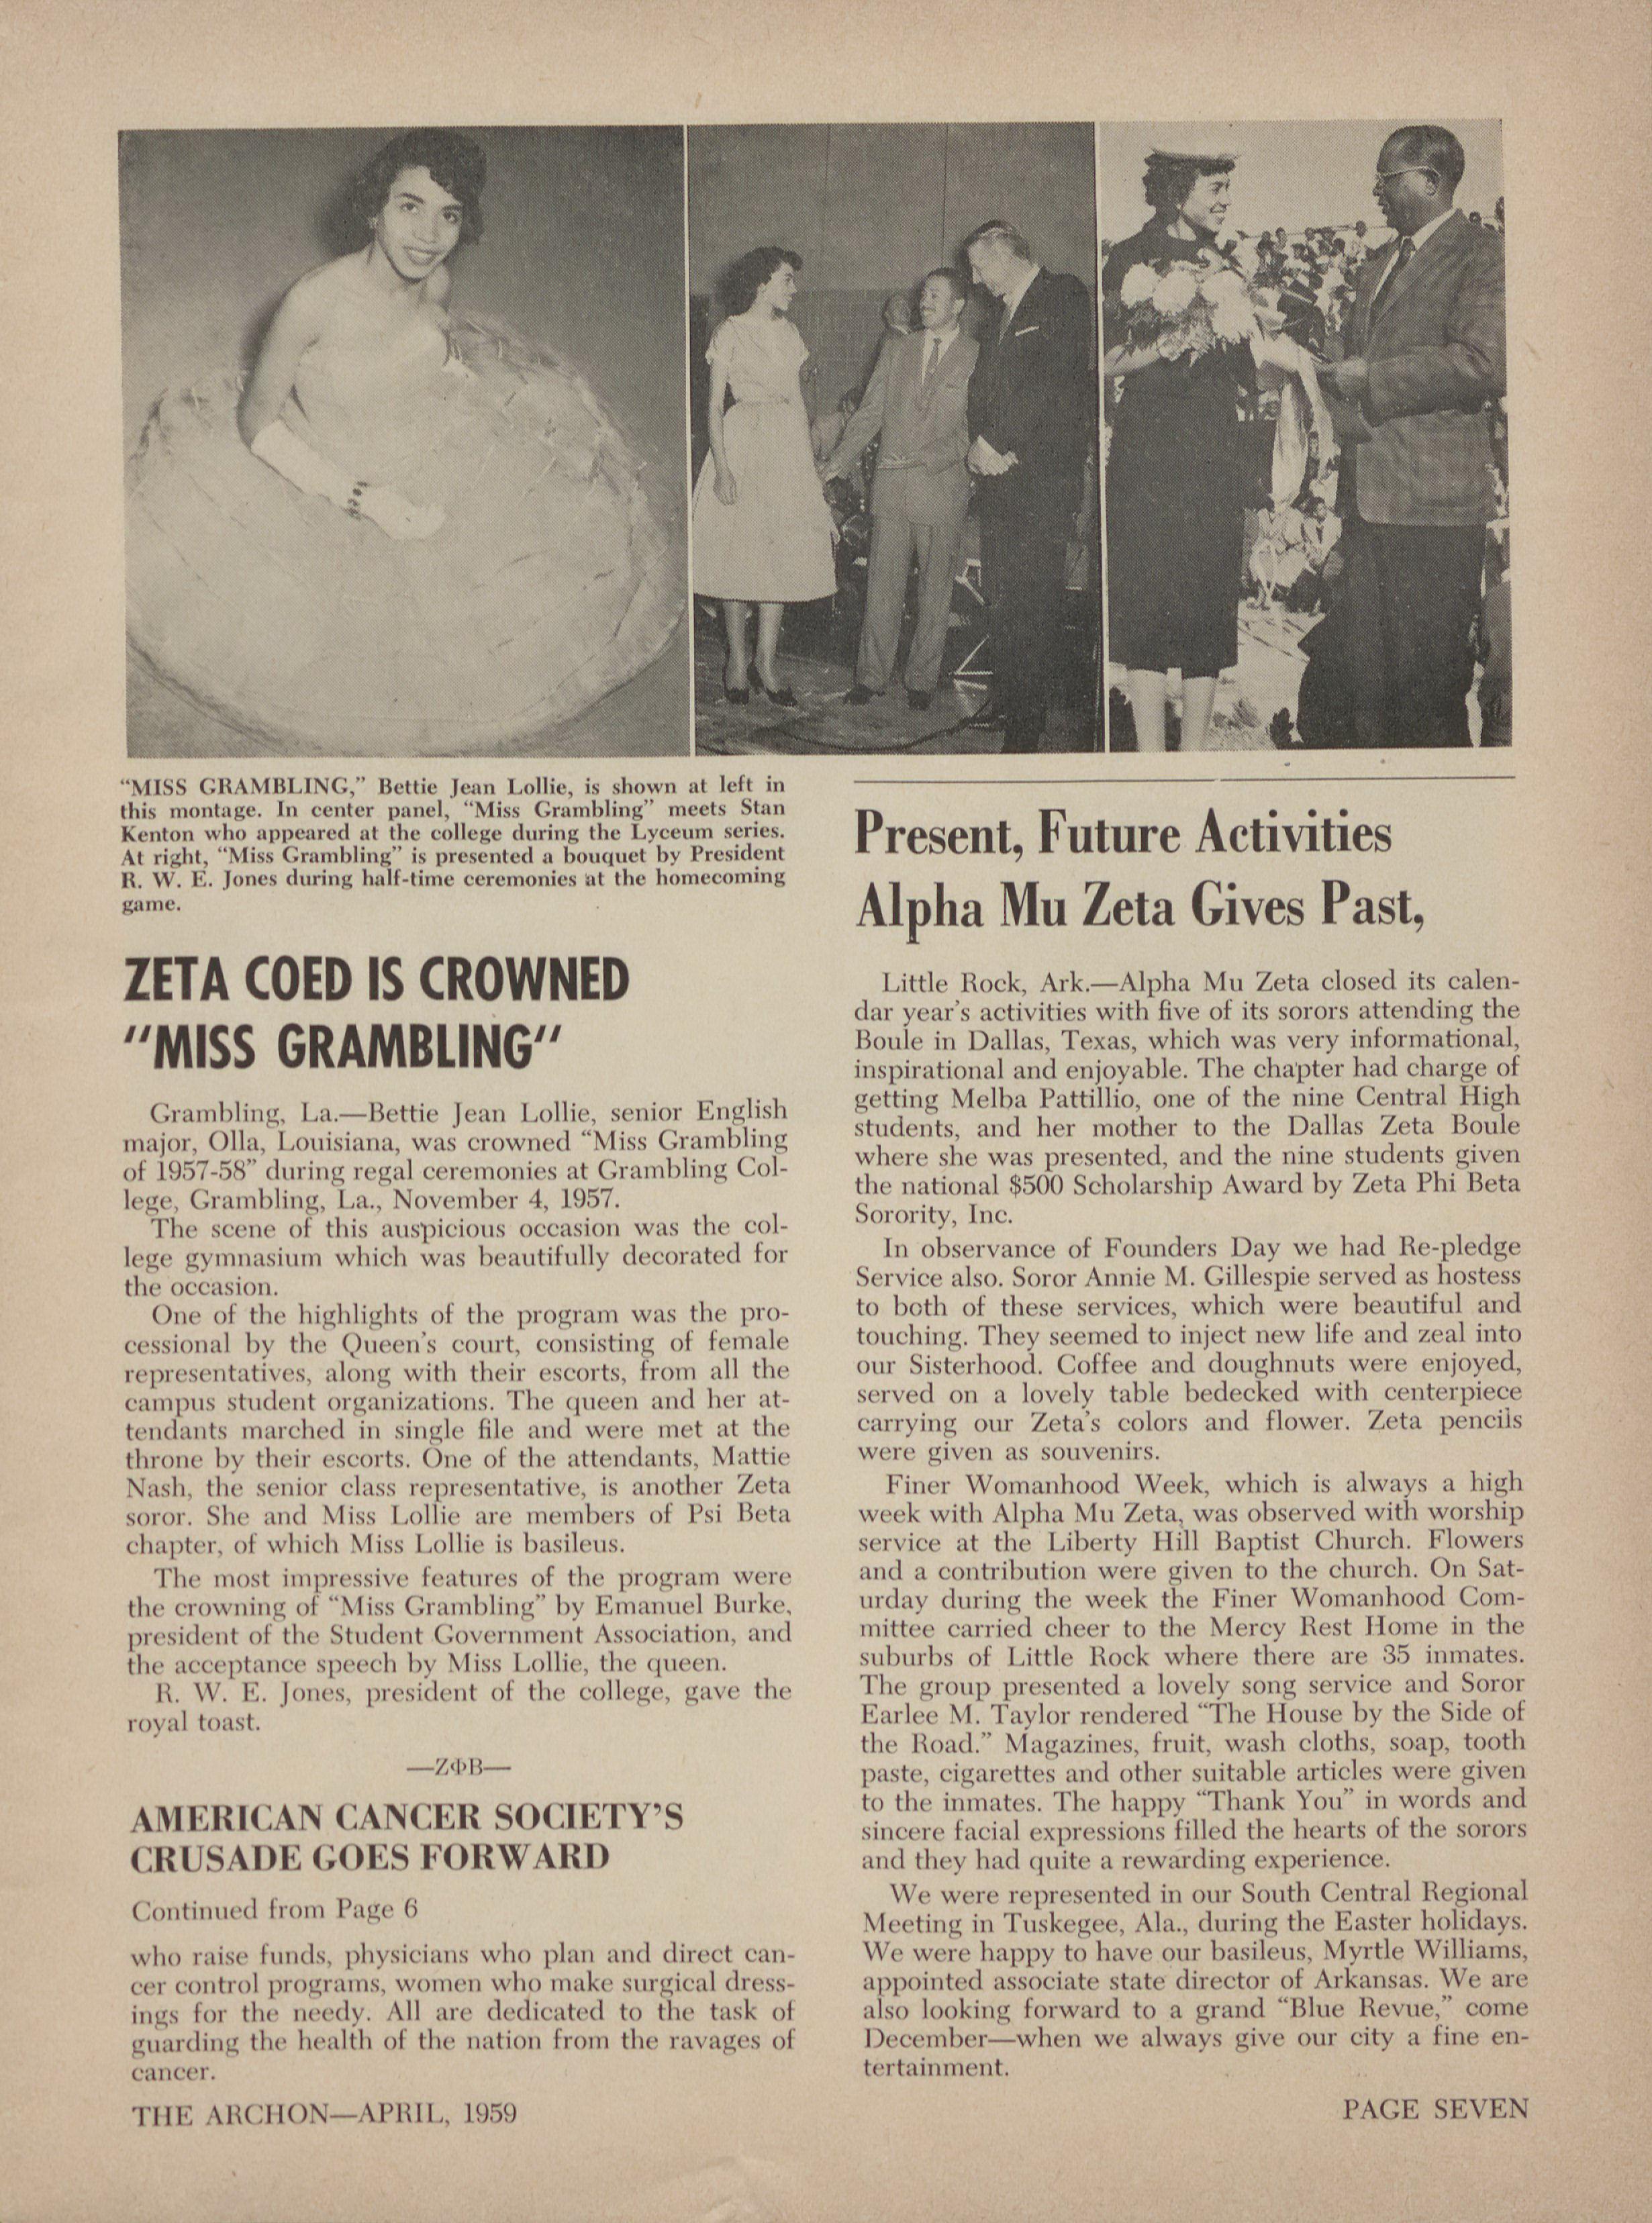 “MISS GRAMBLING,” Bettie Jean Lollie, is shown at left in
this montage. In center panel, “Miss Grambling” meets Stan
Kenton who appeared at the college during the Lyceum series.
At right, “Miss Grambling” is presented a bouquet by President
R. W. E. Jones during half-time ceremonies at the homecoming
game.
ZETA COED IS CROWNED
"MISS GRAMBLING"
Grambling, La.—Bettie Jean Lollie, senior English
major, Olla, Louisiana, was crowned “Miss Grambling
of 1957-58” during regal ceremonies at Grambling Col-
lege, Grambling, La., November 4, 1957.
The scene of this auspicious occasion was the col-
lege gymnasium which was beautifully decorated for
the occasion.
One of the highlights of the program was the pro-
cessional by the Queen’s court, consisting of female
representatives, along with their escorts, from all the
campus student organizations. The queen and her at-
tendants marched in single file and were met at the
throne by their escorts. One of the attendants, Mattie
Nash, the senior class representative, is another Zeta
soror. She and Miss Lollie are members of Psi Beta
chapter, of which Miss Lollie is basileus.
The most impressive features of the program were
the crowning of “Miss Grambling” by Emanuel Burke,
president of the Student Government Association, and
the acceptance speech by Miss Lollie, the queen.
R. W. E. Jones, president of the college, gave the
royal toast.
—ΖΦΒ—
AMERICAN CANCER SOCIETY’S
CRUSADE GOES FORWARD
Continued from Page 6
who raise funds, physicians who plan and direct can-
cer control programs, women who make surgical dress-
ings for the needy. All are dedicated to the task of
guarding the health of the nation from the ravages of
cancer.
Present, Future Activities
Alpha Mu Zeta Gives Past,
Little Rock, Ark.—Alpha Mu Zeta closed its calen-
dar year’s activities with five of its sorors attending the
Boule in Dallas, Texas, which was very informational,
inspirational and enjoyable. The chapter had charge of
getting Melba Pattillio, one of the nine Central High
students, and her mother to the Dallas Zeta Boule
where she was presented, and the nine students given
the national $500 Scholarship Award by Zeta Phi Beta
Sorority, Inc.
In observance of Founders Day we had Re-pledge
Service also. Soror Annie M. Gillespie served as hostess
to both of these services, which were beautiful and
touching. They seemed to inject new life and zeal into
our Sisterhood. Coffee and doughnuts were enjoyed,
served on a lovely table bedecked with centerpiece
carrying our Zeta’s colors and flower. Zeta pencils
were given as souvenirs.
Finer Womanhood Week, which is always a high
week with Alpha Mu Zeta, was observed with worship
service at the Liberty Hill Baptist Church. Flowers
and a contribution were given to the church. On Sat-
urday during the week the Finer Womanhood Com-
mittee carried cheer to the Mercy Rest Home in the
suburbs of Little Rock where there are 35 inmates.
The group presented a lovely song service and Soror
Earlee M. Taylor rendered “The House by the Side of
the Road.” Magazines, fruit, wash cloths, soap, tooth
paste, cigarettes and other suitable articles were given
to the inmates. The happy “Thank You” in words and
sincere facial expressions filled the hearts of the sorors
and they had quite a rewarding experience.
We were represented in our South Central Regional
Meeting in Tuskegee, Ala., during the Easter holidays.
We were happy to have our basileus, Myrtle Williams,
appointed associate state director of Arkansas. We are
also looking forward to a grand “Blue Revue,” come
December—when we always give our city a fine en-
tertainment.
THE ARCHON—APRIL, 1959
PAGE SEVEN